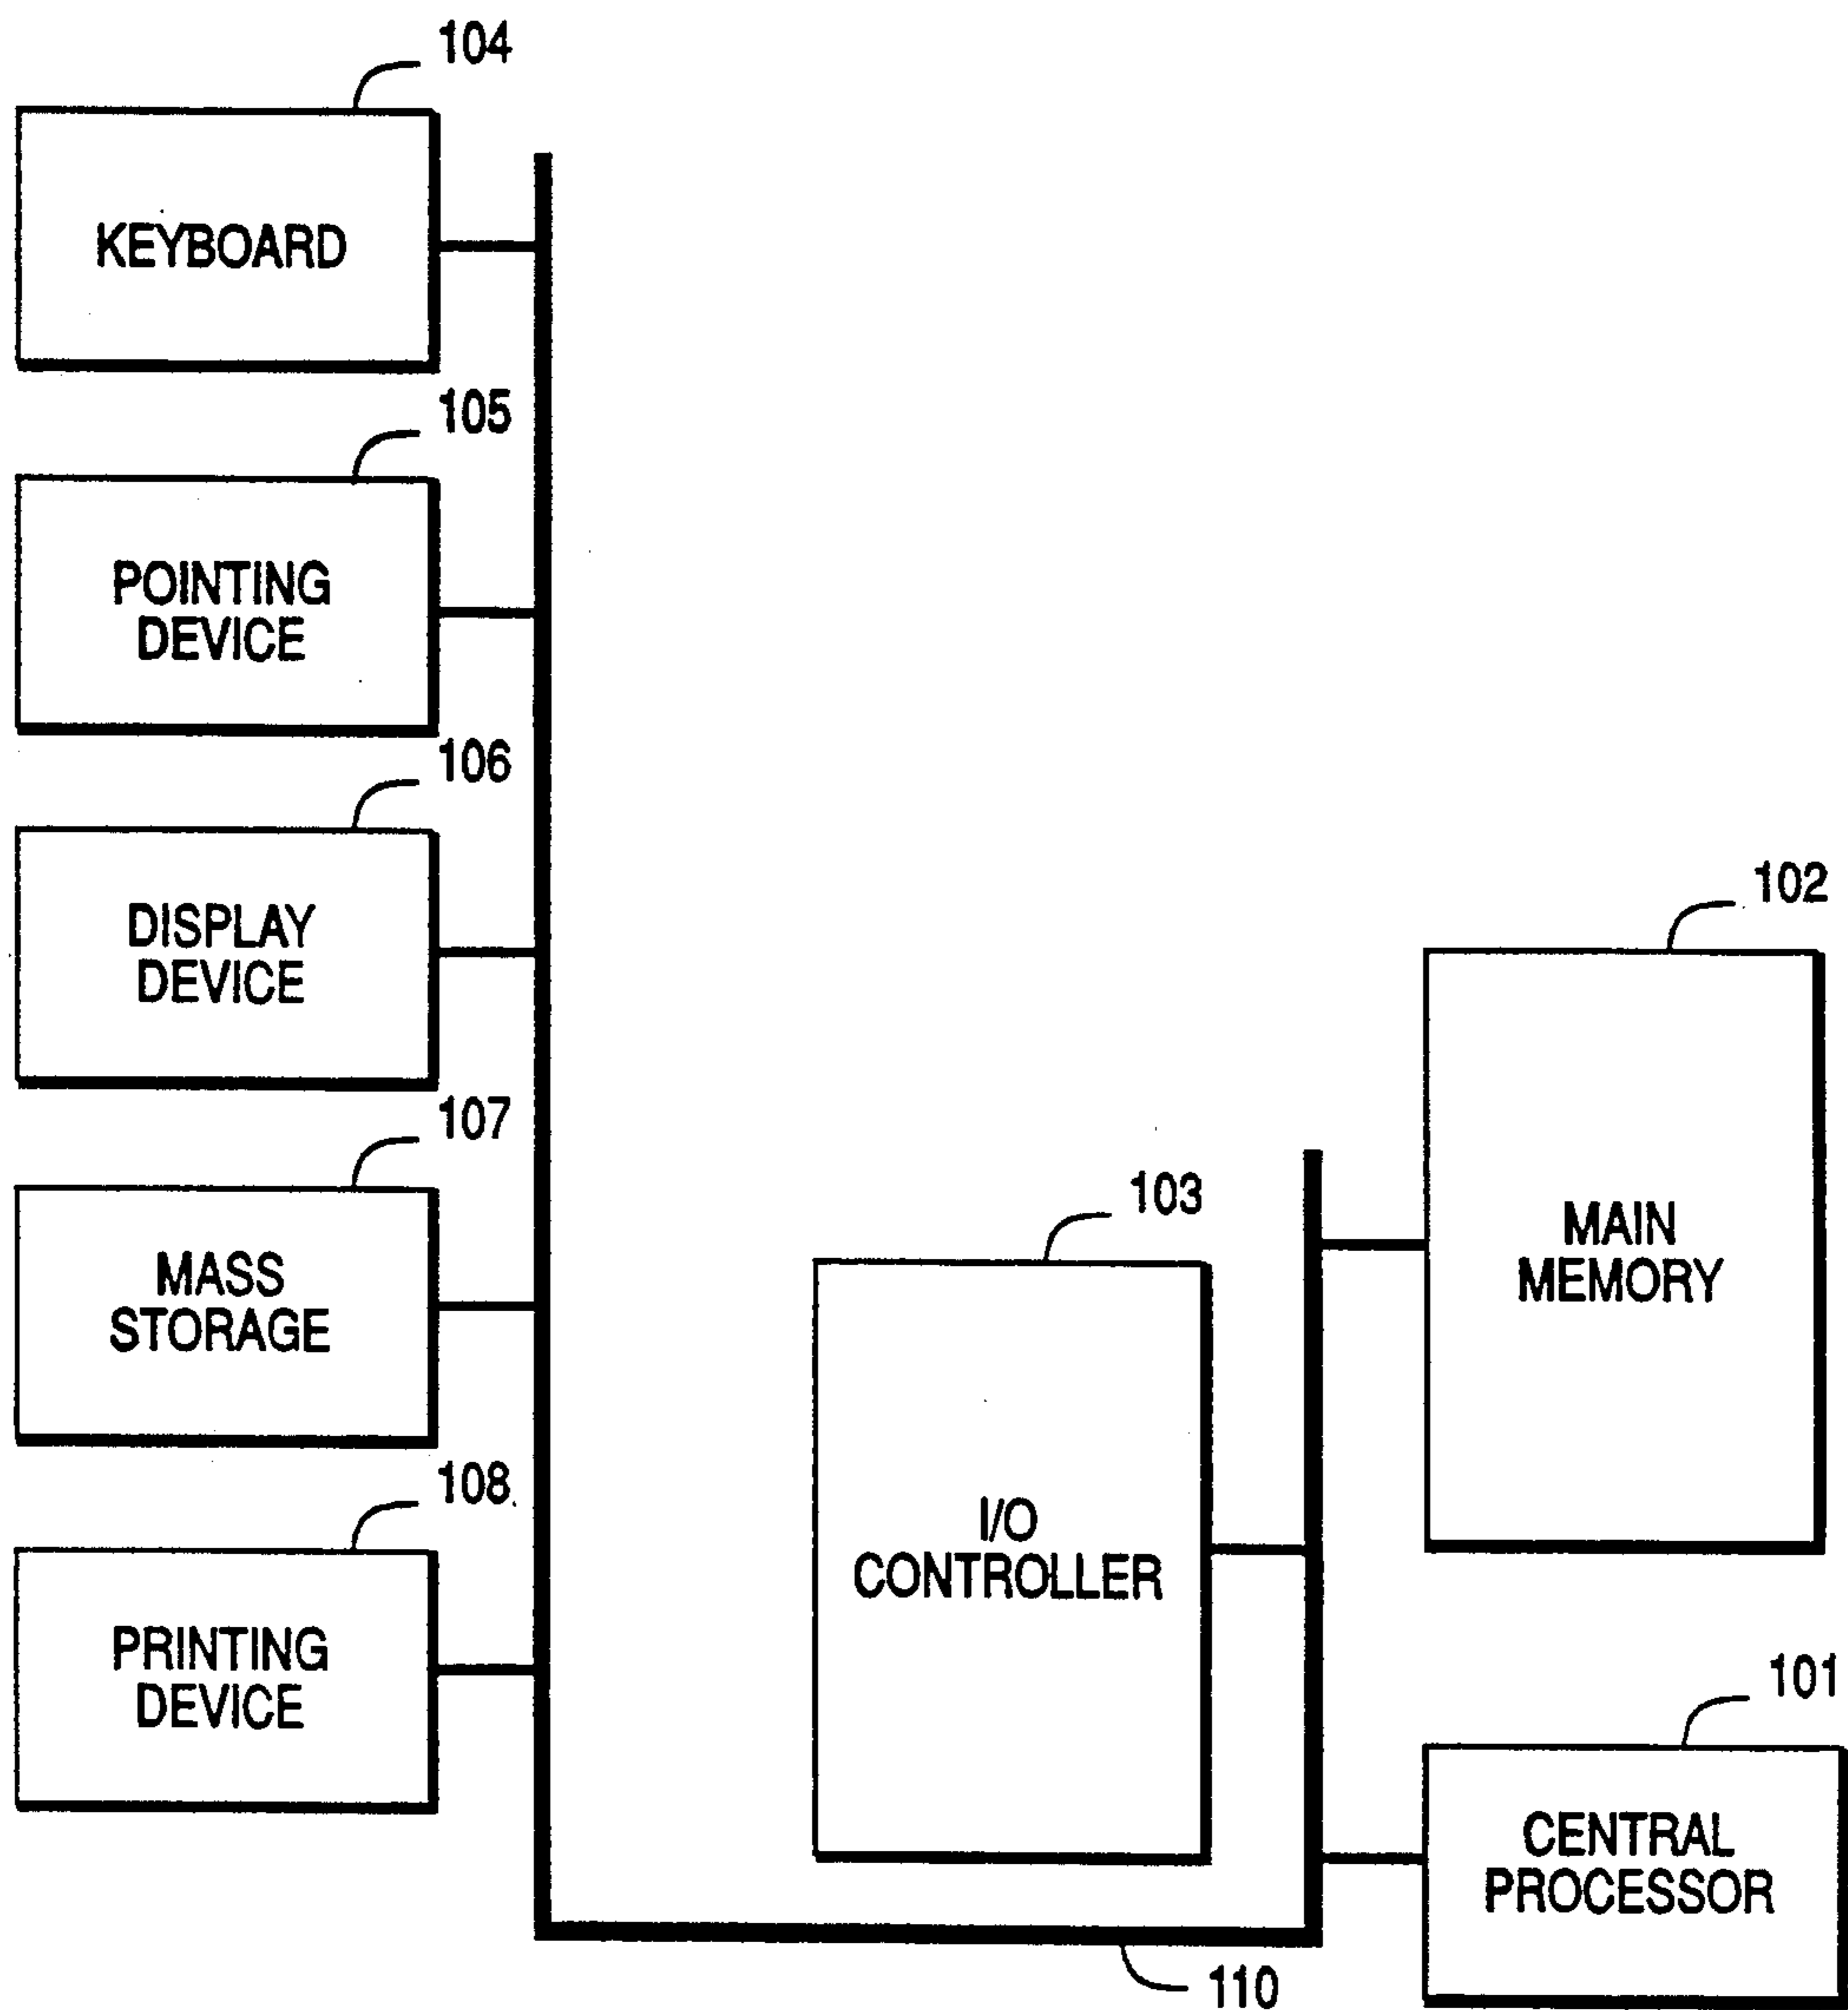 104
KEYBOARD
105
POINTING
DEVICE
106
DISPLAY
DEVICE
107
MASS
STORAGE
108
PRINTING
DEVICE
103
I/O
CONTROLLER
102
MAIN
MEMORY
101
CENTRAL
PROCESSOR
110